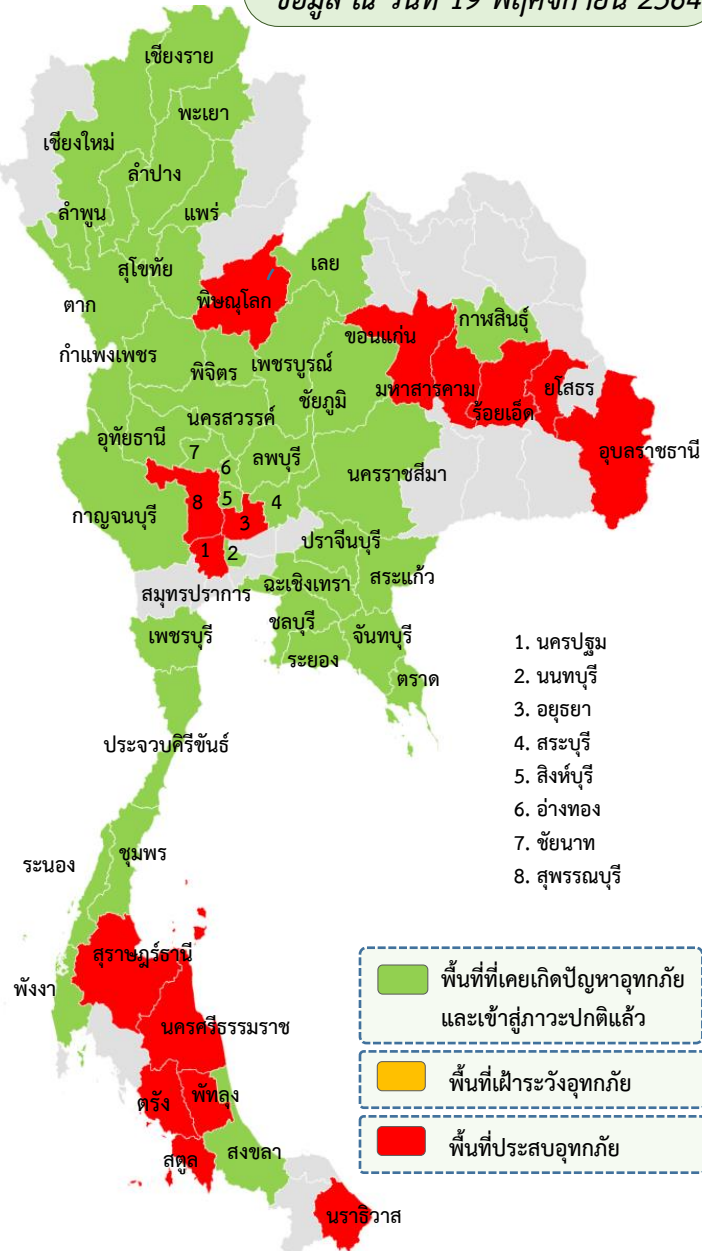 ข้อมูล ณ วันที่ 19 พฤศจิกายน 2564
เชียงราย
พะเยา
เชียงใหม่
ลำปาง
ลำพูน
แพร่
สุโขทัย
เลย
ตาก
พิษณุโลก
กาฬสินธุ์
ขอนแก่น
กำแพงเพชร
พิจิตร
เพชรบูรณ์
มหาสารคาม
ยโสธร
ชัยภูมิ
ร้อยเอ็ด
นครสวรรค์
อุทัยธานี
7
6
ลพบุรี
อุบลราชธานี
นครราชสีมา
8
5
4
กาญจนบุรี
3
ปราจีนบุรี
1
2
สระแก้ว
ฉะเชิงเทรา
สมุทรปราการ
ชลบุรี
เพชรบุรี
จันทบุรี
ระยอง
ตราด
1. นครปฐม
2. นนทบุรี
3. อยุธยา
4. สระบุรี
5. สิงห์บุรี
6. อ่างทอง
7. ชัยนาท
8. สุพรรณบุรี
ประจวบคิรีขันธ์
ชุมพร
ระนอง
สุราษฎร์ธานี
พังงา
นครศรีธรรมราช
ตรัง
พัทลุง
สงขลา
สตูล
นราธิวาส
พื้นที่ที่เคยเกิดปัญหาอุทกภัย
และเข้าสู่ภาวะปกติแล้ว
พื้นที่เฝ้าระวังอุทกภัย
พื้นที่ประสบอุทกภัย